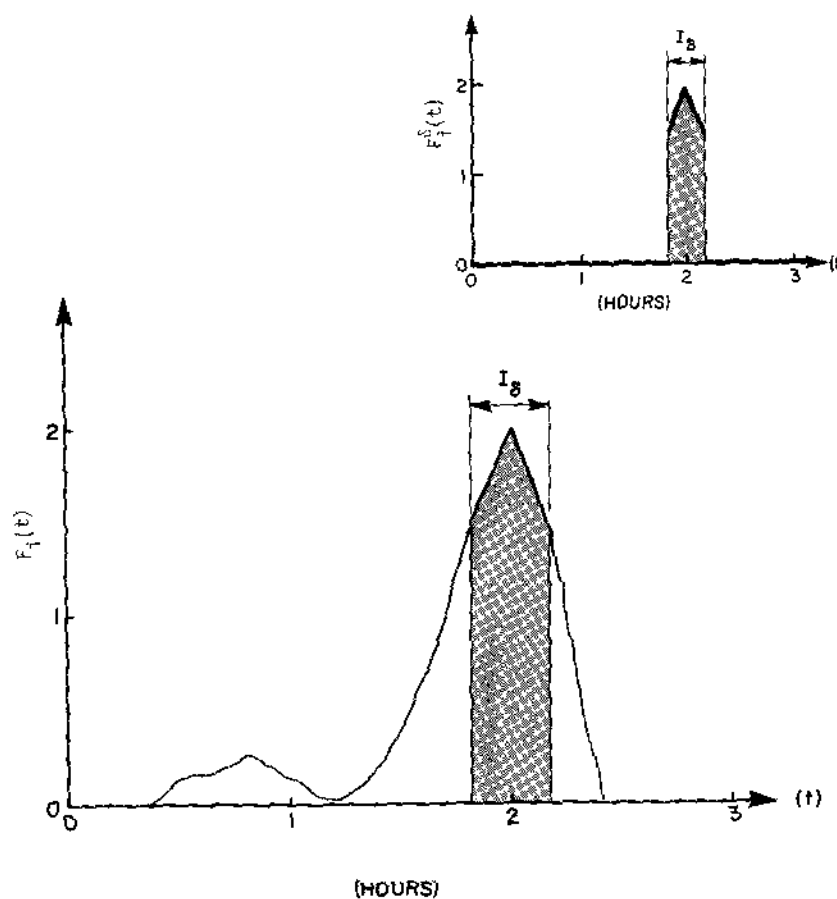 I_δ
2
F_i^δ(t)
1
0
0 1 2 3 (
(HOURS)
I_δ
2
F_i(t)
1
0
0 1 2 3 (t)
(HOURS)